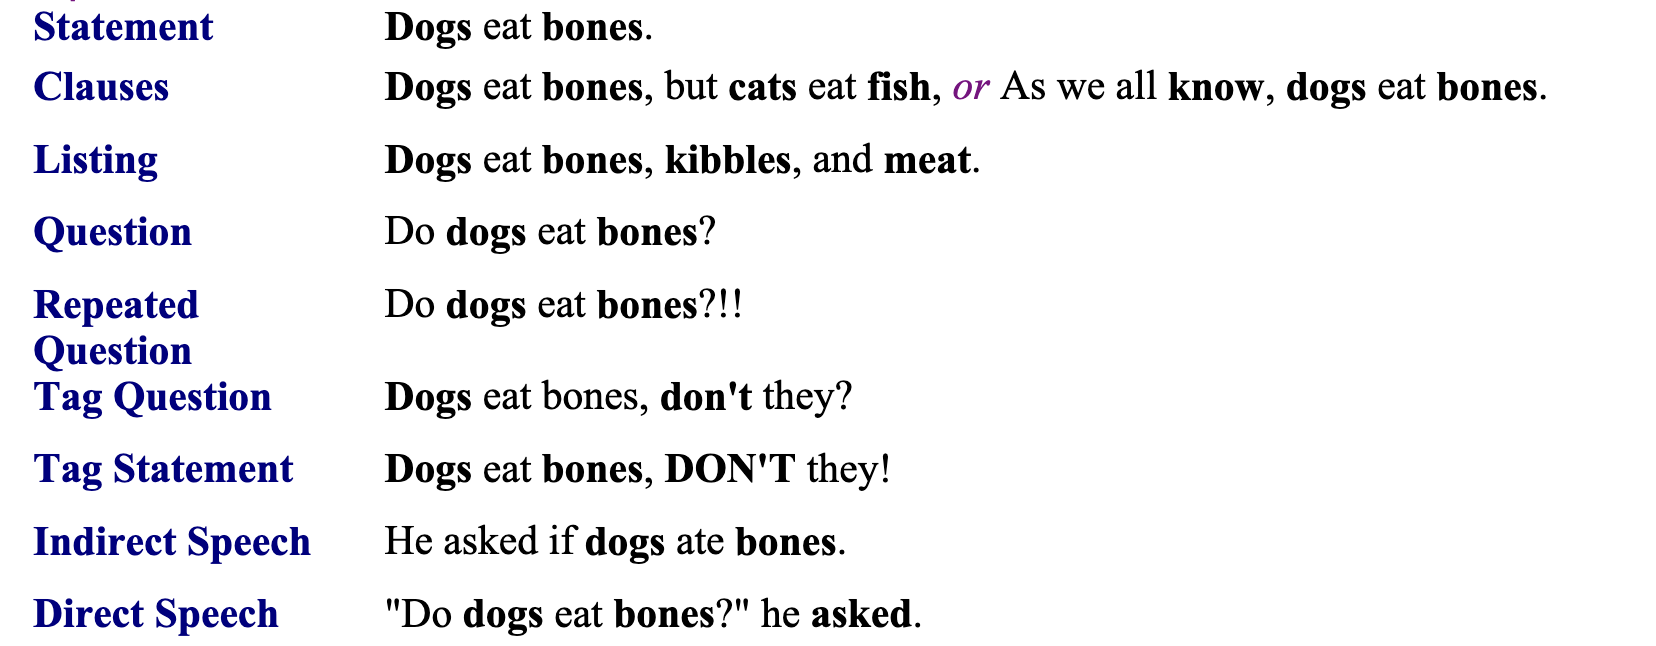 Statement Dogs eat bones.
Clauses Dogs eat bones, but cats eat fish, or As we all know, dogs eat bones.
Listing Dogs eat bones, kibbles, and meat.
Question Do dogs eat bones?
Repeated Do dogs eat bones?!!
Question
Tag Question Dogs eat bones, don't they?
Tag Statement Dogs eat bones, DON'T they!
Indirect Speech He asked if dogs ate bones.
Direct Speech "Do dogs eat bones?" he asked.